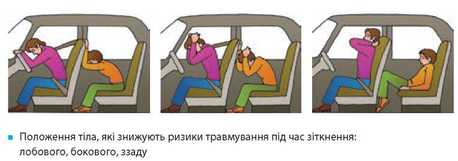 Положення тіла, які знижують ризики травмування під час зіткнення:
лобового, бокового, ззаду